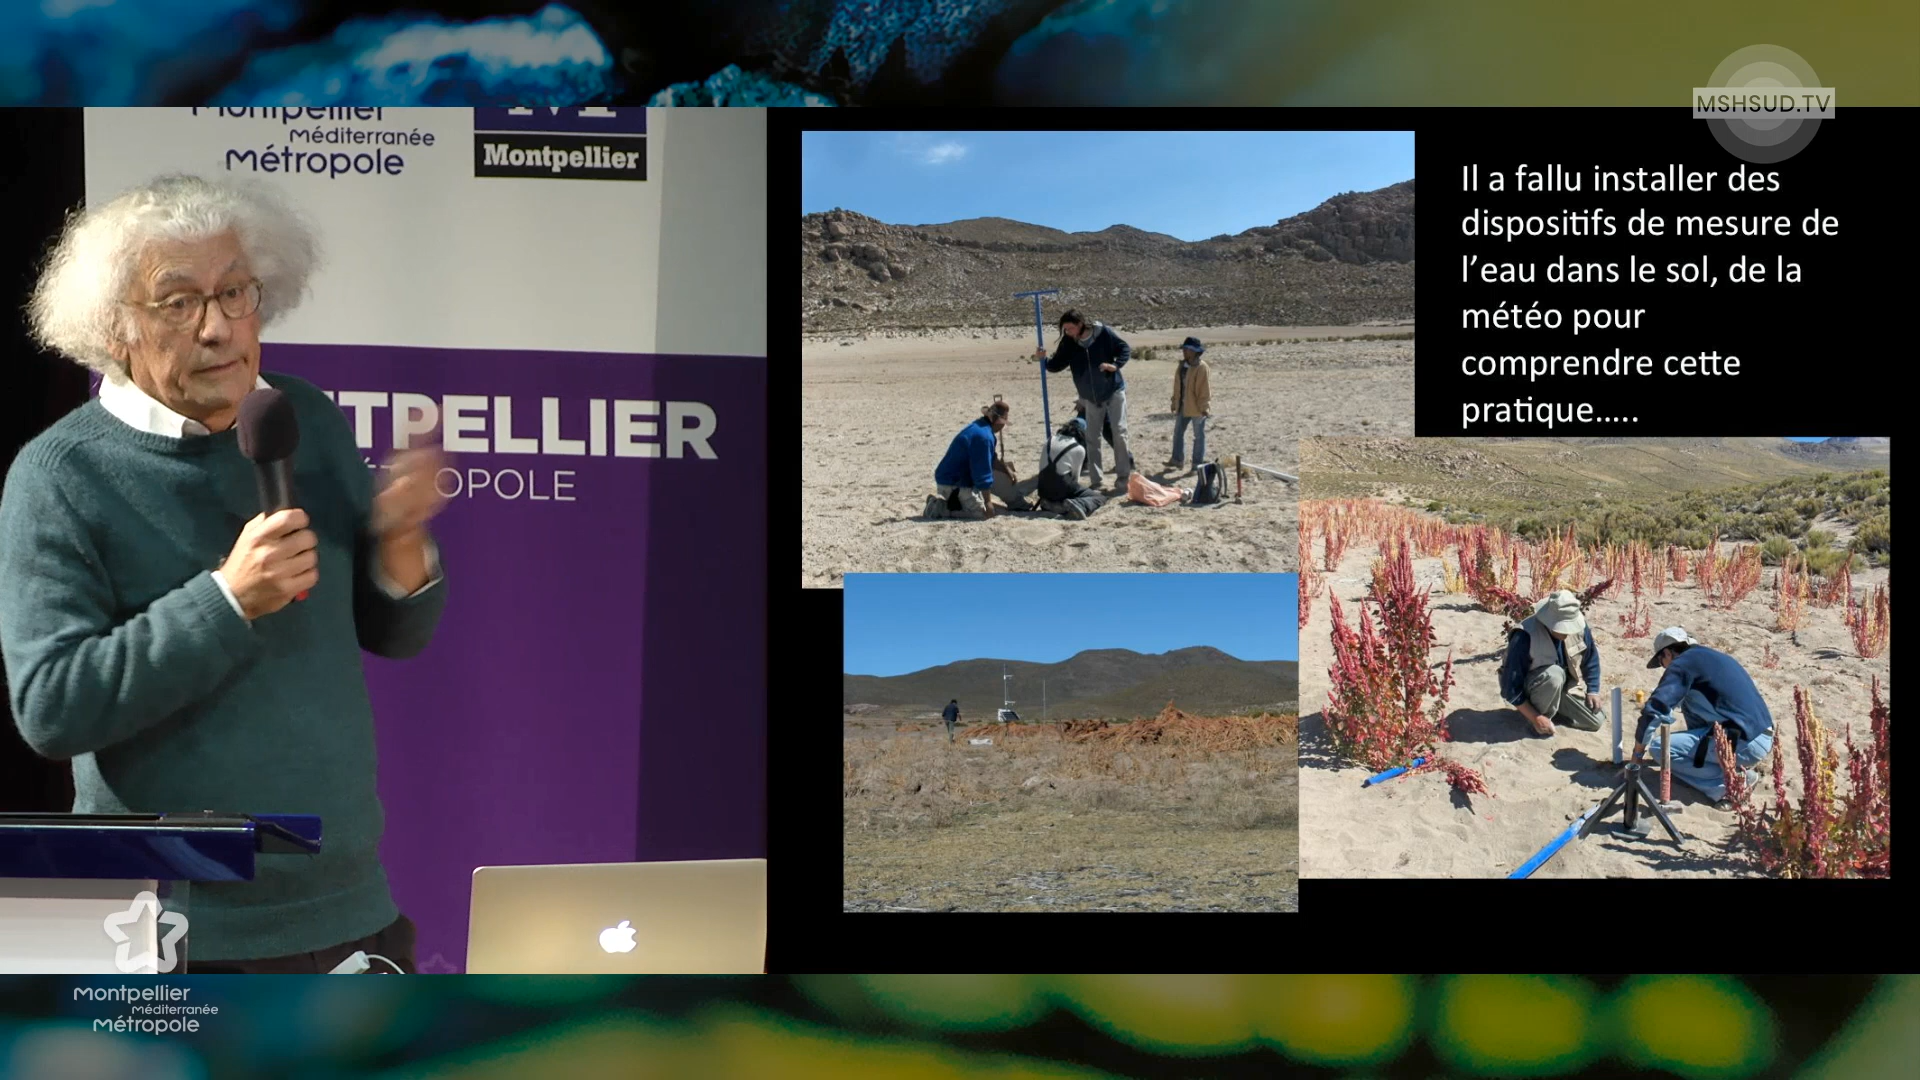 Montpellier
Méditerranée
Métropole
Montpellier
TPELLIER
OPOLE
MSHSUD.TV
Il a fallu installer des
dispositifs de mesure de
l'eau dans le sol, de la
météo pour
comprendre cette
pratique.....
montpellier
méditerranée
métropole